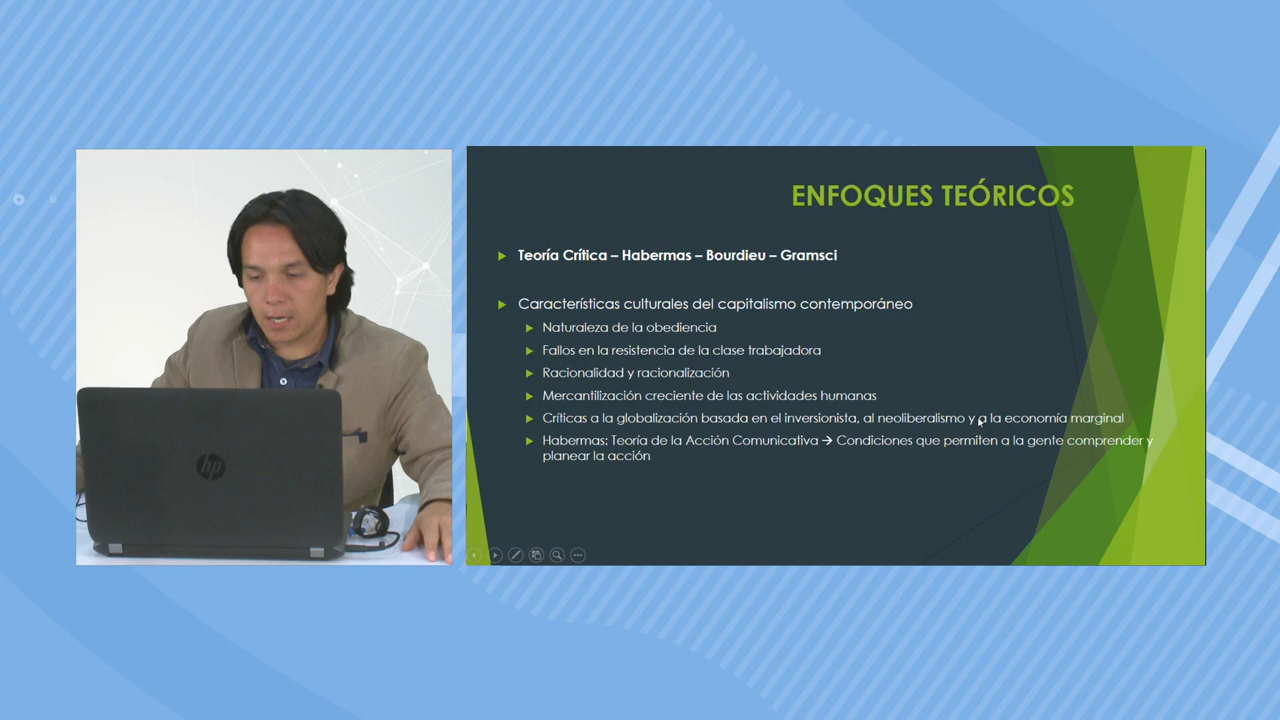 ENFOQUES TEÓRICOS
Teoría Crítica – Habermas – Bourdieu – Gramsci
Características culturales del capitalismo contemporáneo
Naturaleza de la obediencia
Fallos en la resistencia de la clase trabajadora
Racionalidad y racionalización
Mercantilización creciente de las actividades humanas
Críticas a la globalización basada en el inversionista, al neoliberalismo y a la economía marginal
Habermas: Teoría de la Acción Comunicativa → Condiciones que permiten a la gente comprender y
planear la acción
hp